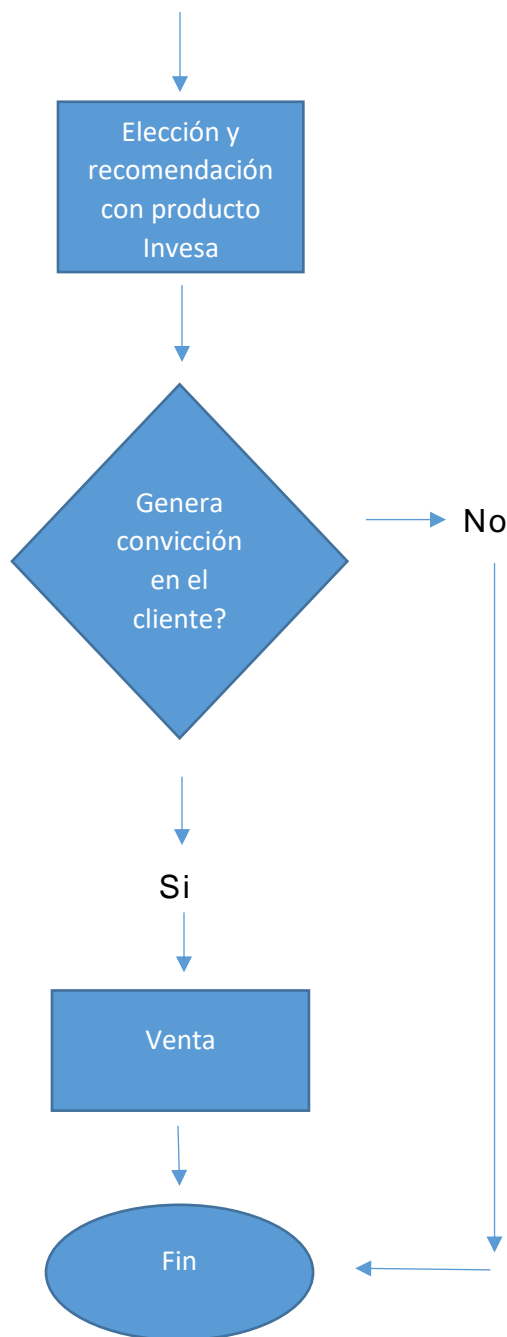 Elección y
recomendación
con producto
Invesa
Genera
convicción
en el
cliente?
No
Si
Venta
Fin